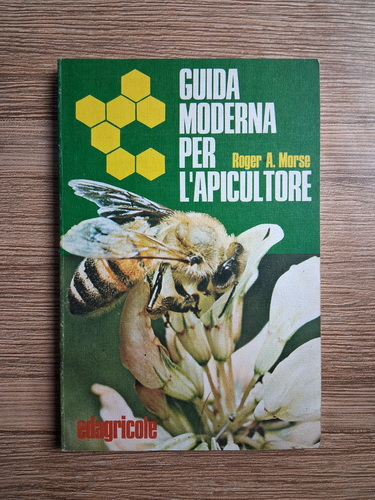 GUIDA
MODERNA
PER
Roger A. Morse
L'APICULTORE
edagricole